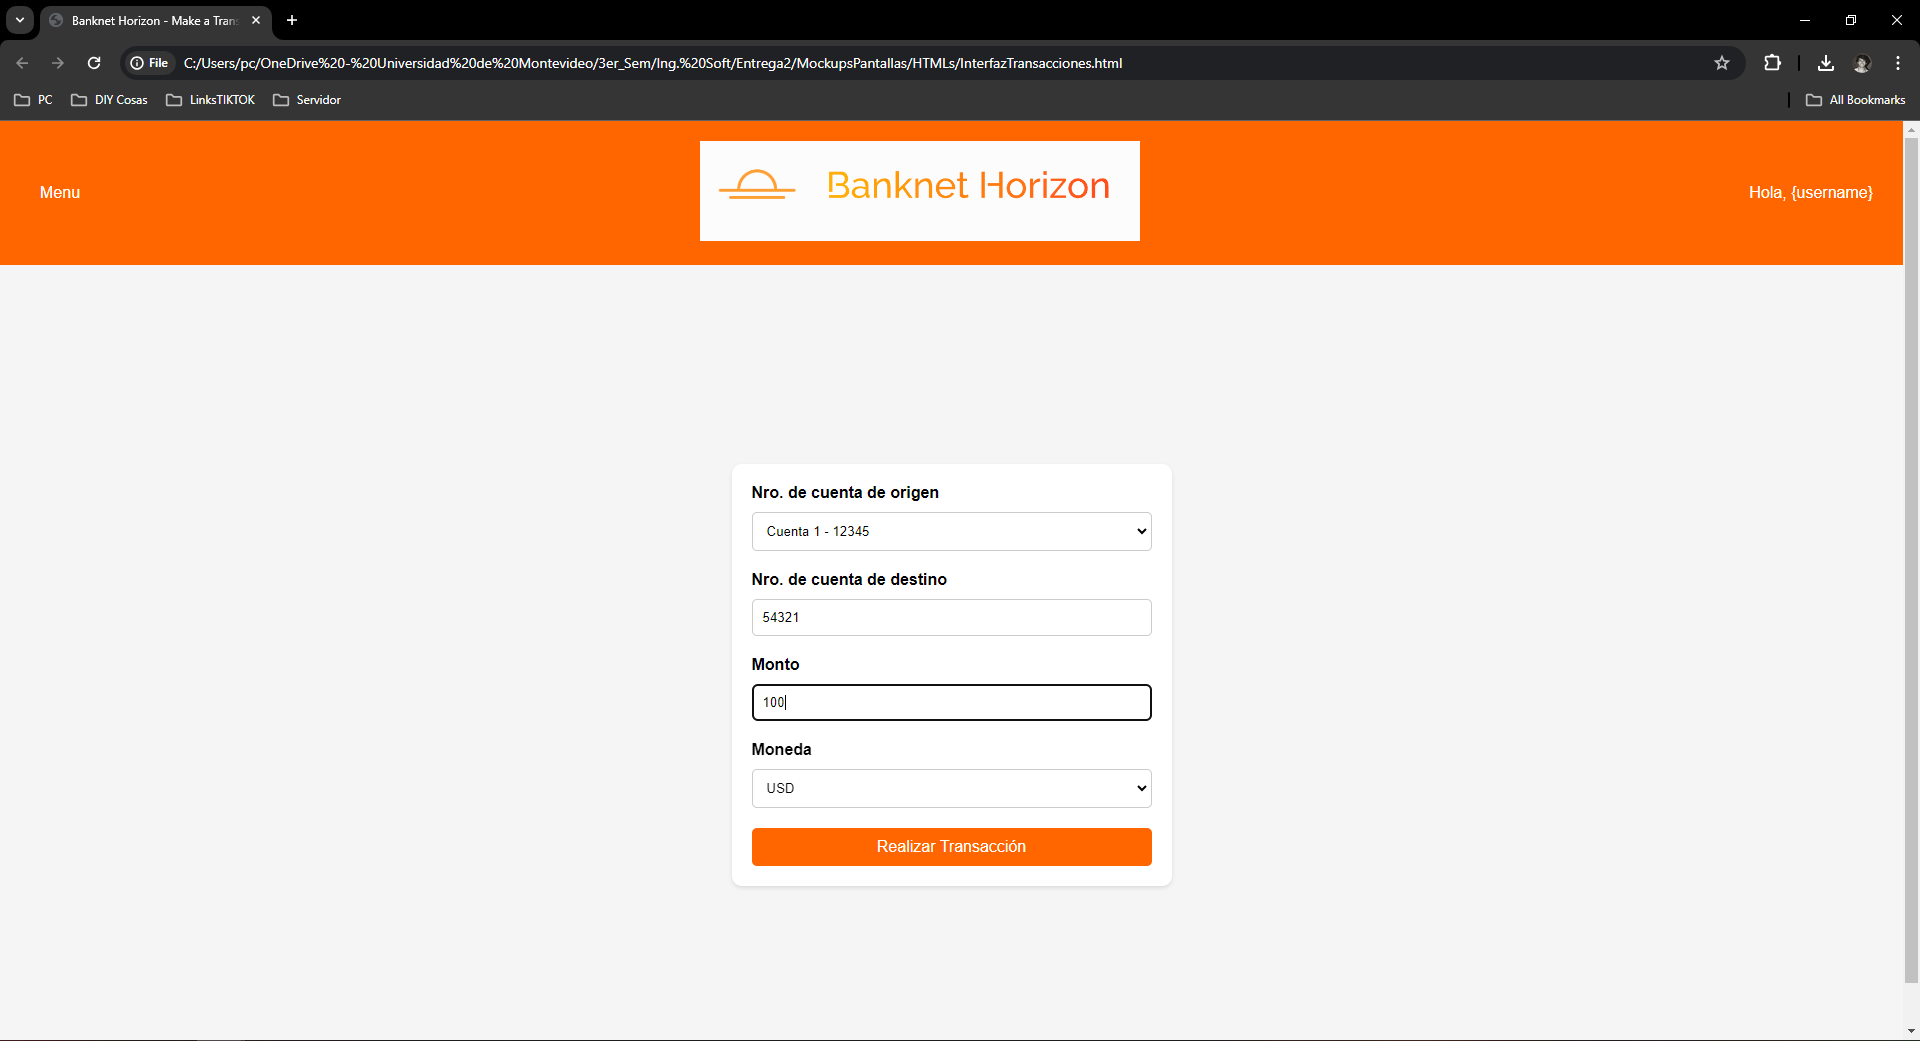 Banknet Horizon - Make a Tran
File
C:/Users/pc/OneDrive%20-%20Universidad%20de%20Montevideo/3er_Sem/Ing.%20Soft/Entrega2/MockupsPantallas/HTMLs/InterfazTransacciones.html
PC DIY Cosas LinksTIKTOK Servidor All Bookmarks
Menu
Banknet Horizon
Hola, {username}
Nro. de cuenta de origen
Cuenta 1 - 12345
Nro. de cuenta de destino
54321
Monto
100
Moneda
USD
Realizar Transacción